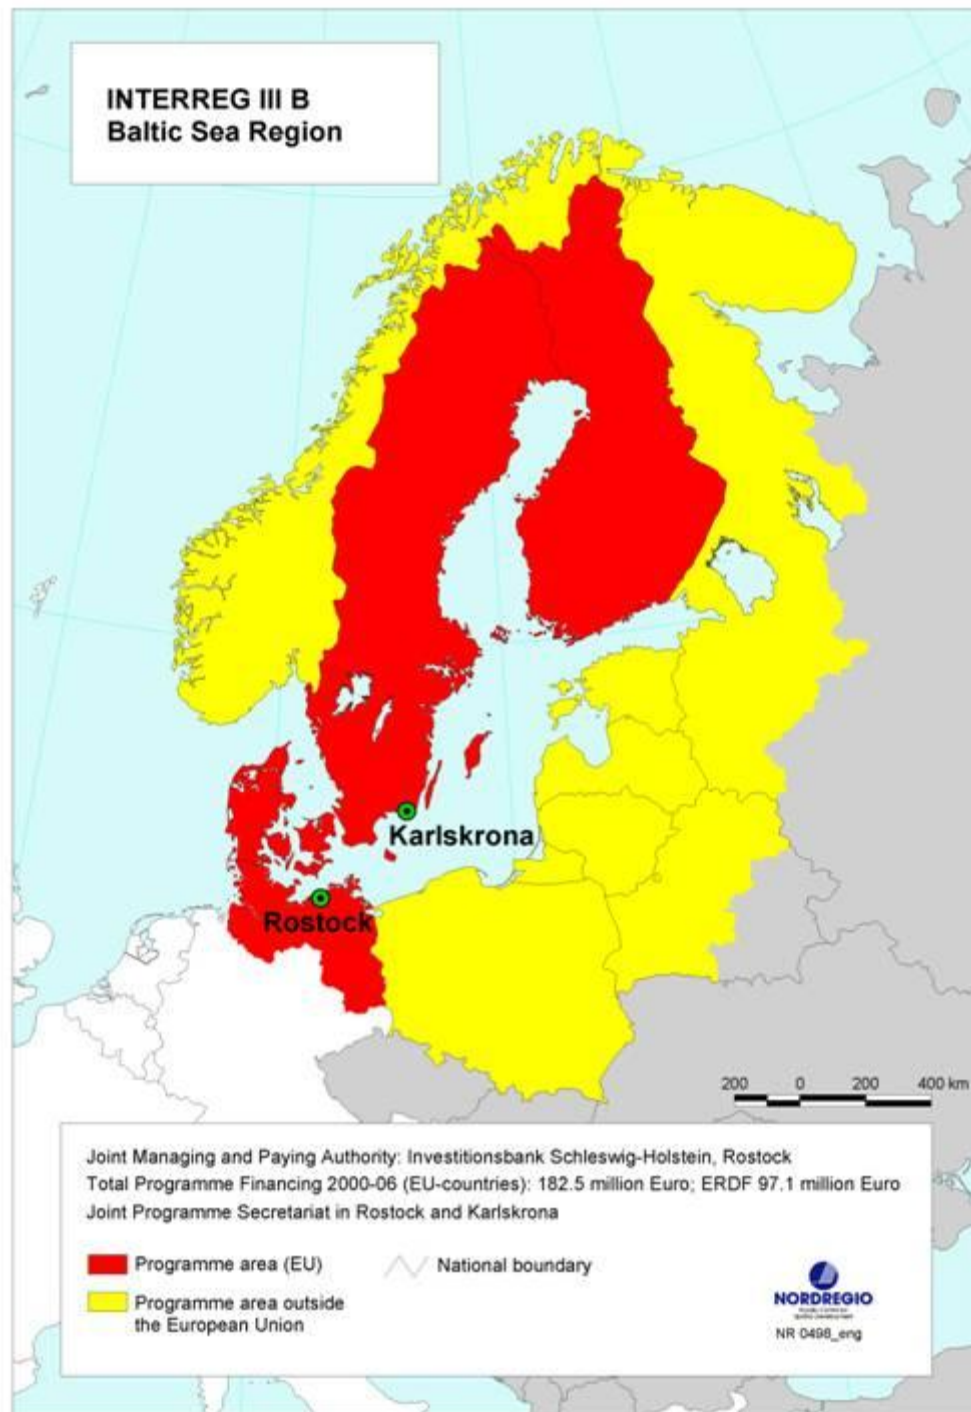 INTERREG III B
Baltic Sea Region
Karlskrona
Rostock
200 0 200 400 km
Joint Managing and Paying Authority: Investitionsbank Schleswig-Holstein, Rostock
Total Programme Financing 2000-06 (EU-countries): 182.5 million Euro; ERDF 97.1 million Euro
Joint Programme Secretariat in Rostock and Karlskrona
Programme area (EU)
National boundary
Programme area outside
the European Union
NORDREGIO
NR 0498_eng